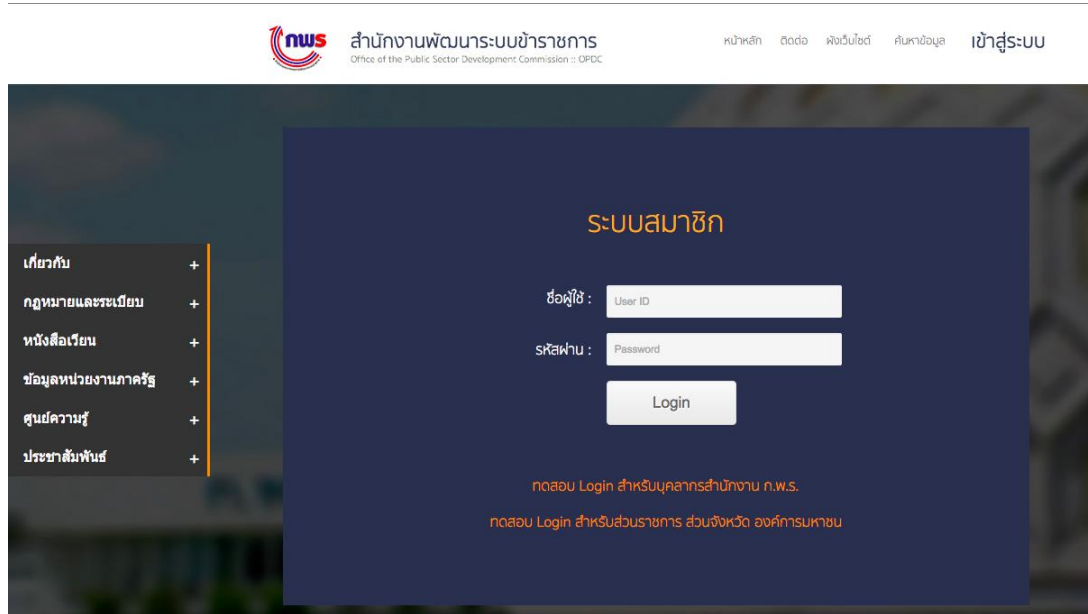 กพร
สำนักงานพัฒนาระบบข้าราชการ
Office of the Public Sector Development Commission :: OPDC
หน้าหลัก ติดต่อ ผังเว็บไซต์ ค้นหาข้อมูล เข้าสู่ระบบ
ระบบสมาชิก
ชื่อผู้ใช้ : User ID
รหัสผ่าน : Password
Login
ทดสอบ Login สำหรับบุคลากรสำนักงาน ก.พ.ร.
ทดสอบ Login สำหรับส่วนราชการ ส่วนจังหวัด องค์การมหาชน
เกี่ยวกับ +
กฎหมายและระเบียบ +
หนังสือเวียน +
ข้อมูลหน่วยงานภาครัฐ +
ศูนย์ความรู้ +
ประชาสัมพันธ์ +